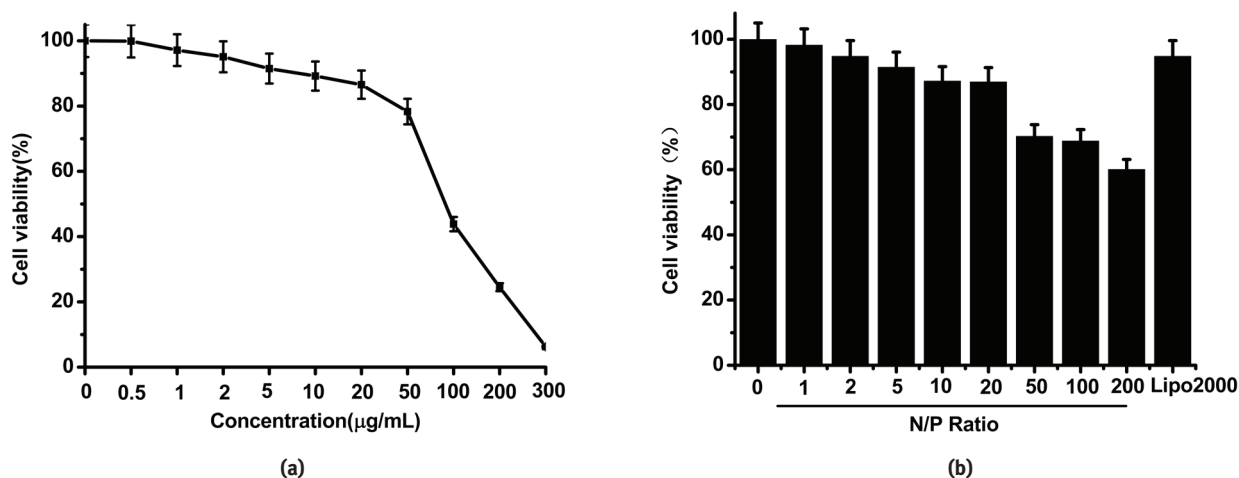 Cell viability(%)
100
80
60
40
20
0
0 0.5 1 2 5 10 20 50 100 200 300
Concentration(μg/mL)
(a)
Cell viability（%）
100
80
60
40
20
0
0 1 2 5 10 20 50 100 200 Lipo2000
N/P Ratio
(b)